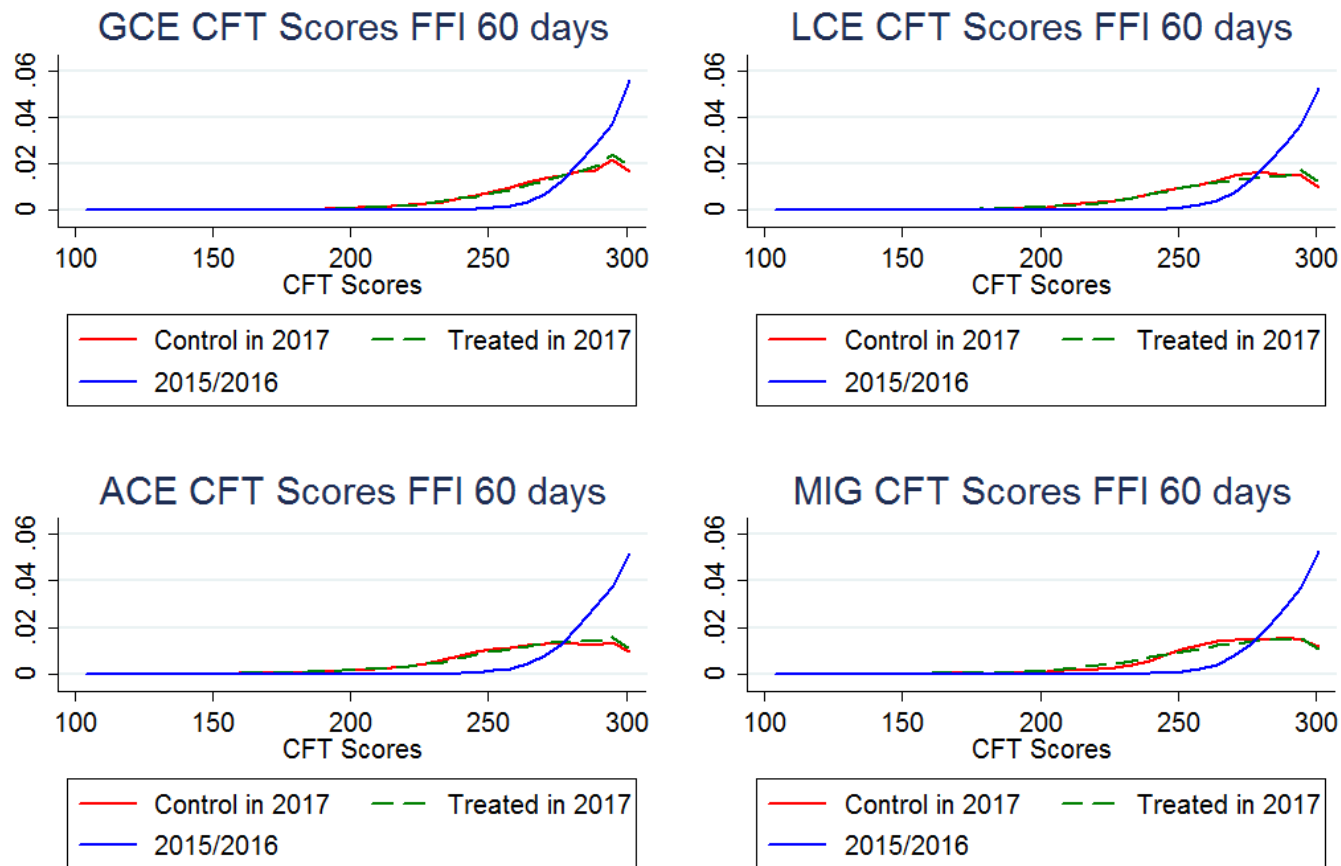 GCE CFT Scores FFI 60 days
.06
.04
.02
0
100 150 200 250 300
CFT Scores
Control in 2017 Treated in 2017
2015/2016
LCE CFT Scores FFI 60 days
.06
.04
.02
0
100 150 200 250 300
CFT Scores
Control in 2017 Treated in 2017
2015/2016
ACE CFT Scores FFI 60 days
.06
.04
.02
0
100 150 200 250 300
CFT Scores
Control in 2017 Treated in 2017
2015/2016
MIG CFT Scores FFI 60 days
.06
.04
.02
0
100 150 200 250 300
CFT Scores
Control in 2017 Treated in 2017
2015/2016